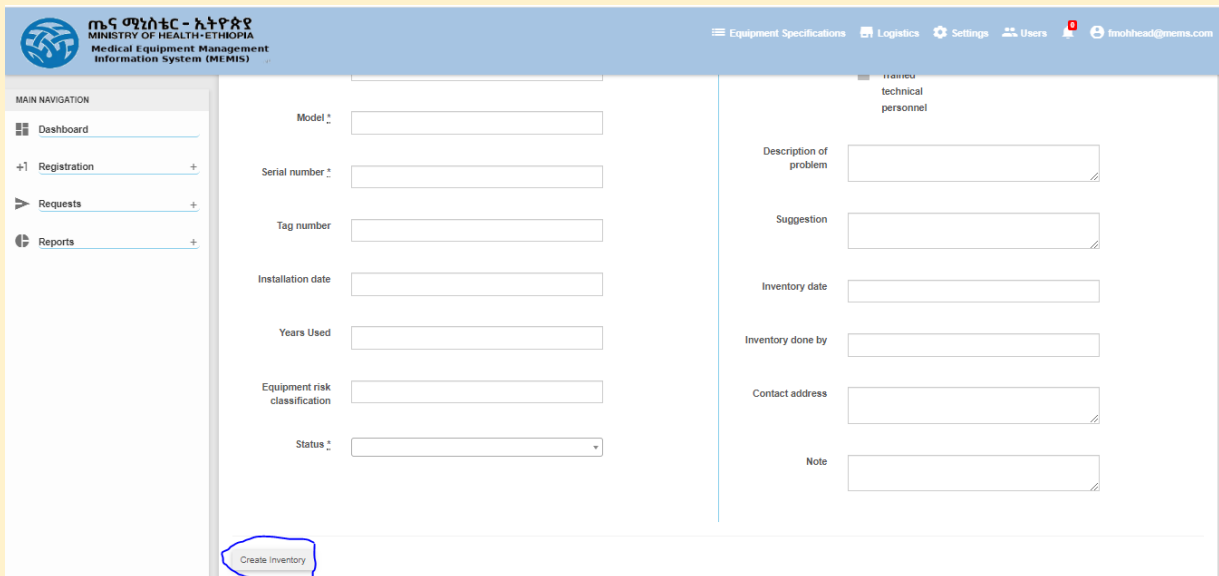 ጤና ሚኒስቴር - ኢትዮጵያ
MINISTRY OF HEALTH-ETHIOPIA
Medical Equipment Management
Information System (MEMIS)
Equipment Specifications
Logistics
Settings
Users
0
fmohhead@mems.com
MAIN NAVIGATION
Dashboard
+1 Registration +
Requests +
Reports +
Model *
Serial number *
Tag number
Installation date
Years Used
Equipment risk
classification
Status *
Trained
technical
personnel
Description of
problem
Suggestion
Inventory date
Inventory done by
Contact address
Note
Create Inventory